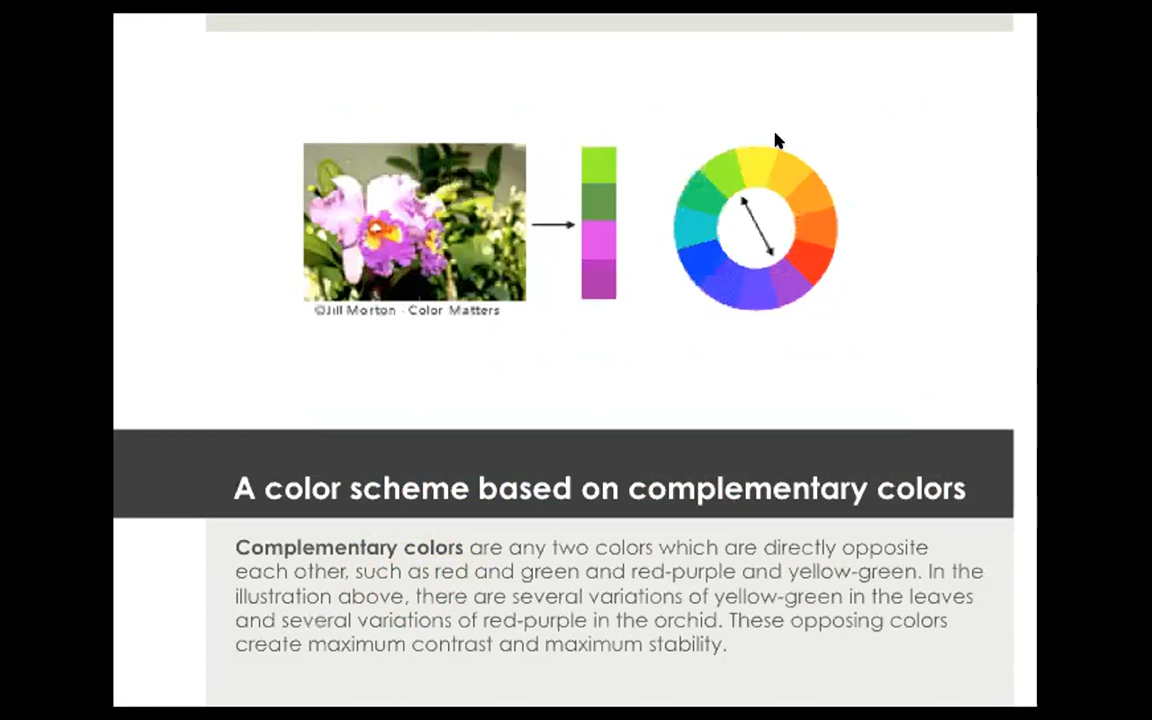 ©Jill Morton - Color Matters
A color scheme based on complementary colors
Complementary colors are any two colors which are directly opposite
each other, such as red and green and red-purple and yellow-green. In the
illustration above, there are several variations of yellow-green in the leaves
and several variations of red-purple in the orchid. These opposing colors
create maximum contrast and maximum stability.